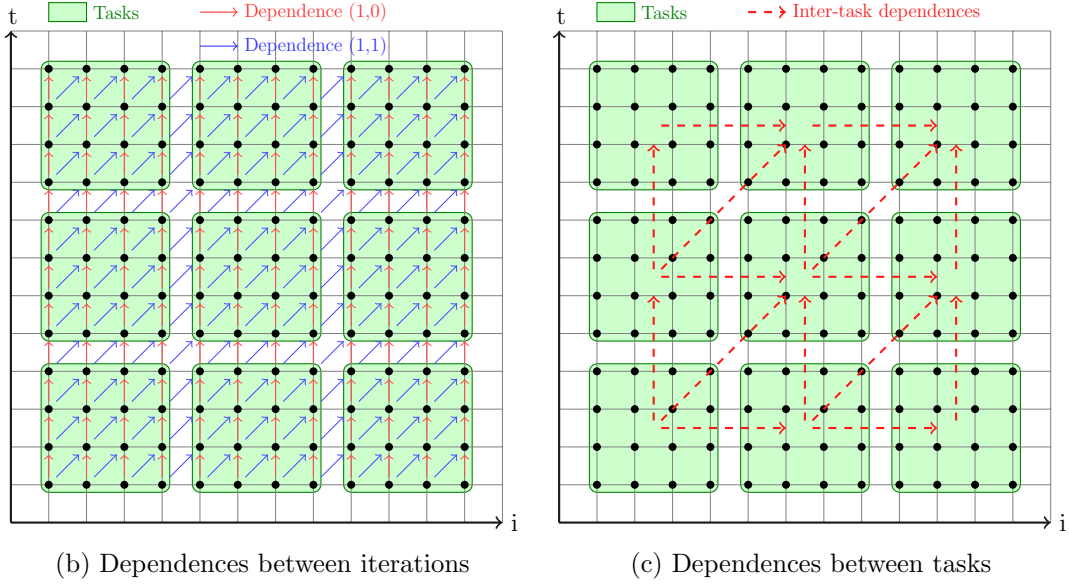 Tasks
Dependence (1,0)
Dependence (1,1)
t
i
(b) Dependences between iterations
Tasks
Inter-task dependences
t
i
(c) Dependences between tasks